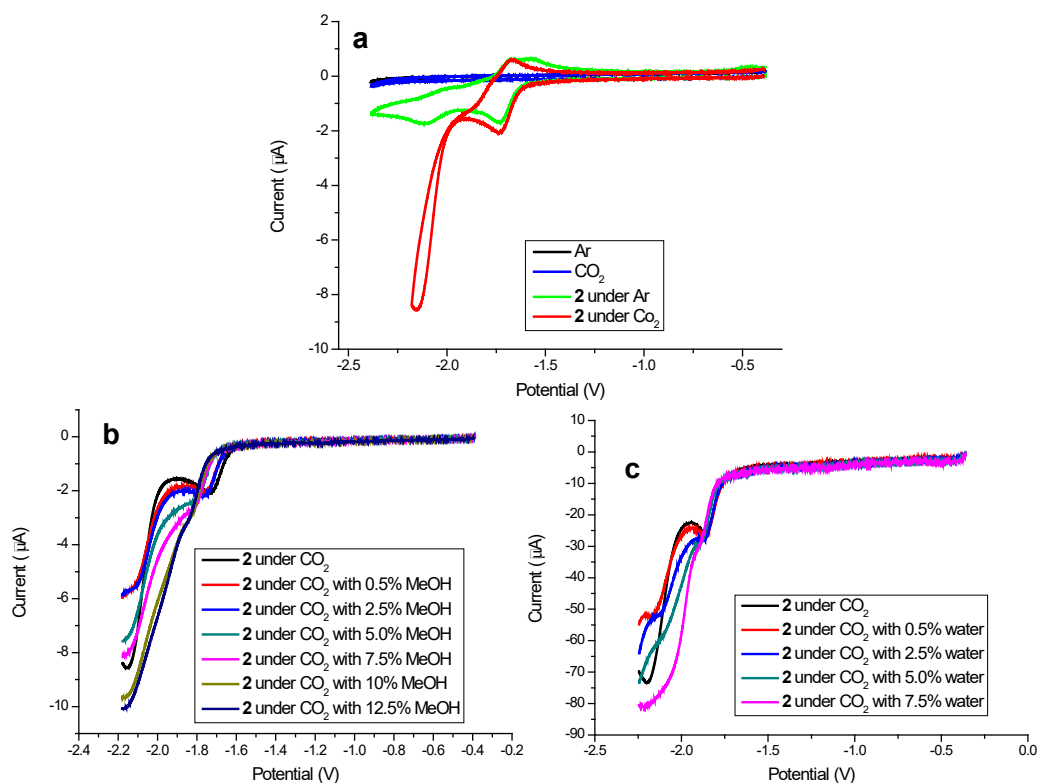 a
2
0
-2
-4
-6
-8
-10
Current (µA)
-2.5
-2.0
-1.5
-1.0
-0.5
Potential (V)
Ar
CO₂
2 under Ar
2 under Co₂
b
0
-2
-4
-6
-8
-10
Current (µA)
-2.2
-2.0
-1.8
-1.6
-1.4
-1.2
-1.0
-0.8
-0.6
-0.4
-0.2
Potential (V)
2 under CO₂
2 under CO₂ with 0.5% MeOH
2 under CO₂ with 2.5% MeOH
2 under CO₂ with 5.0% MeOH
2 under CO₂ with 7.5% MeOH
2 under CO₂ with 10% MeOH
2 under CO₂ with 12.5% MeOH
c
10
0
-10
-20
-30
-40
-50
-60
-70
-80
-90
Current (µA)
-2.5
-2.0
-1.5
-1.0
-0.5
0.0
Potential (V)
2 under CO₂
2 under CO₂ with 0.5% water
2 under CO₂ with 2.5% water
2 under CO₂ with 5.0% water
2 under CO₂ with 7.5% water